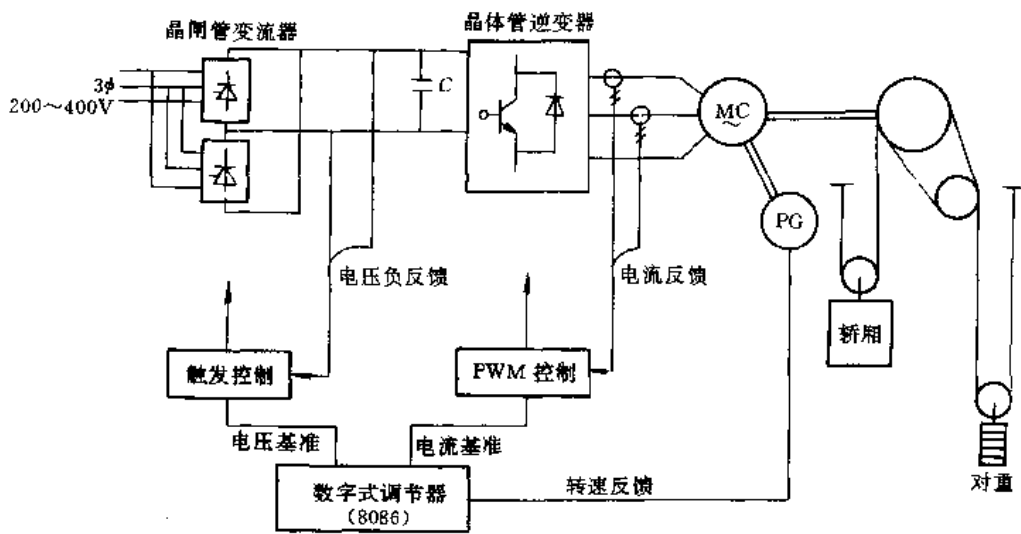 晶闸管变流器
晶体管逆变器
3ϕ
200～400V
C
MC
~
PG
电压负反馈
电流反馈
轿厢
触发控制
PWM 控制
电压基准
电流基准
数字式调节器
(8086)
转速反馈
对重